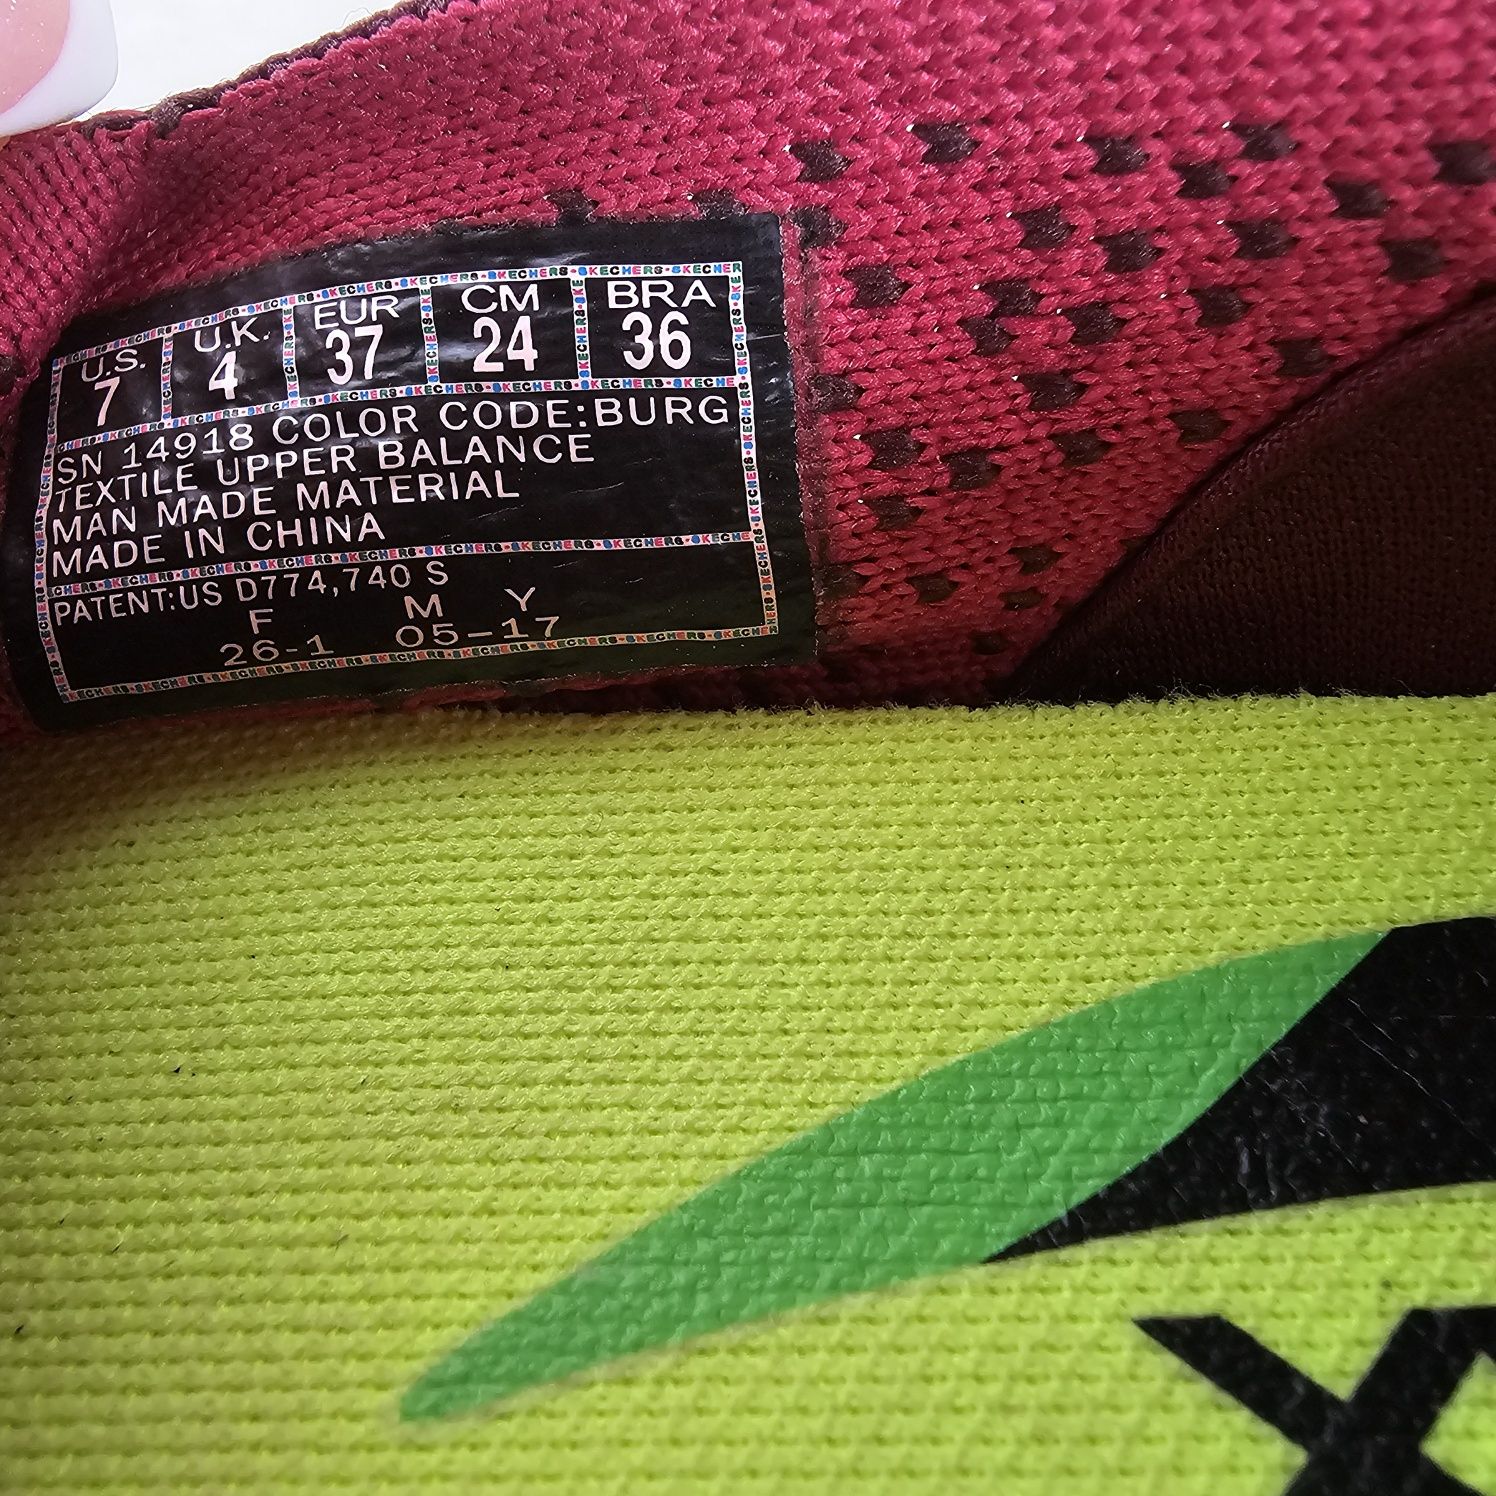 U.S. U.K. EUR CM BRA
7 4 37 24 36
SN 14918 COLOR CODE:BURG
TEXTILE UPPER BALANCE
MAN MADE MATERIAL
MADE IN CHINA
PATENT:US D774,740 S
F M Y
26-1 05-17
SKECHERS
X